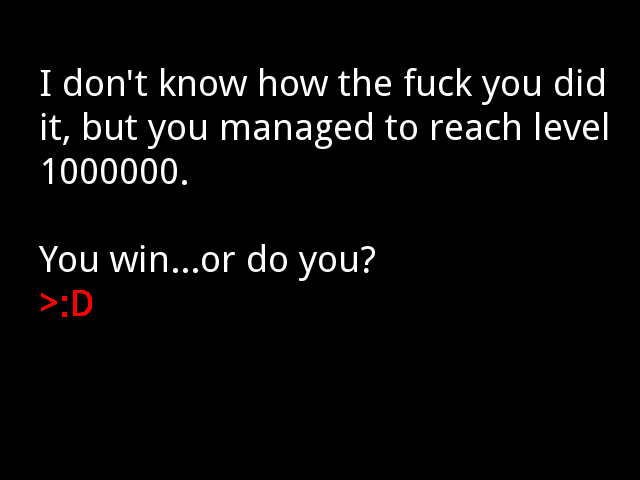 I don't know how the fuck you did
it, but you managed to reach level
1000000.
You win...or do you?
>:D